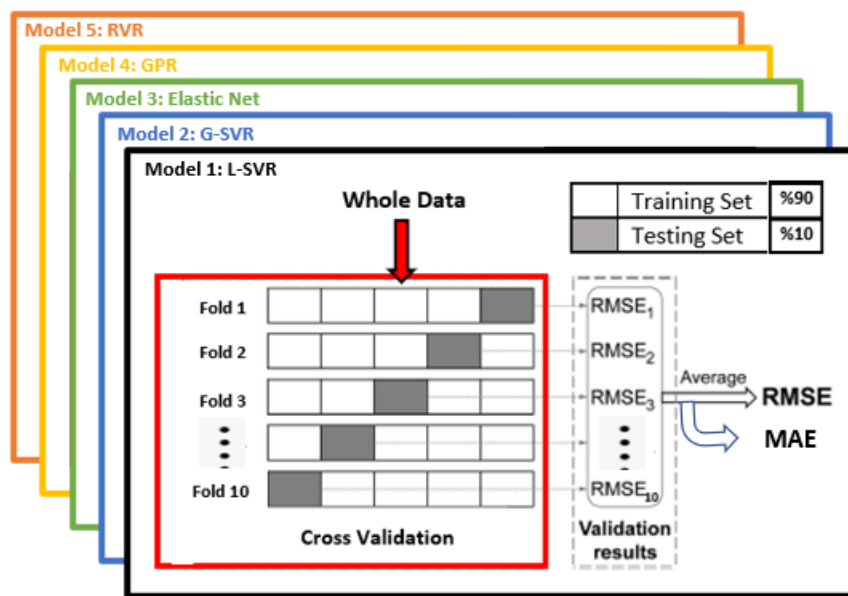 Model 5: RVR
Model 4: GPR
Model 3: Elastic Net
Model 2: G-SVR
Model 1: L-SVR
Whole Data
Training Set %90
Testing Set %10
Fold 1
RMSE1
Fold 2
RMSE2
Fold 3
RMSE3
Average
RMSE
MAE
Fold 10
RMSE10
Cross Validation
Validation
results